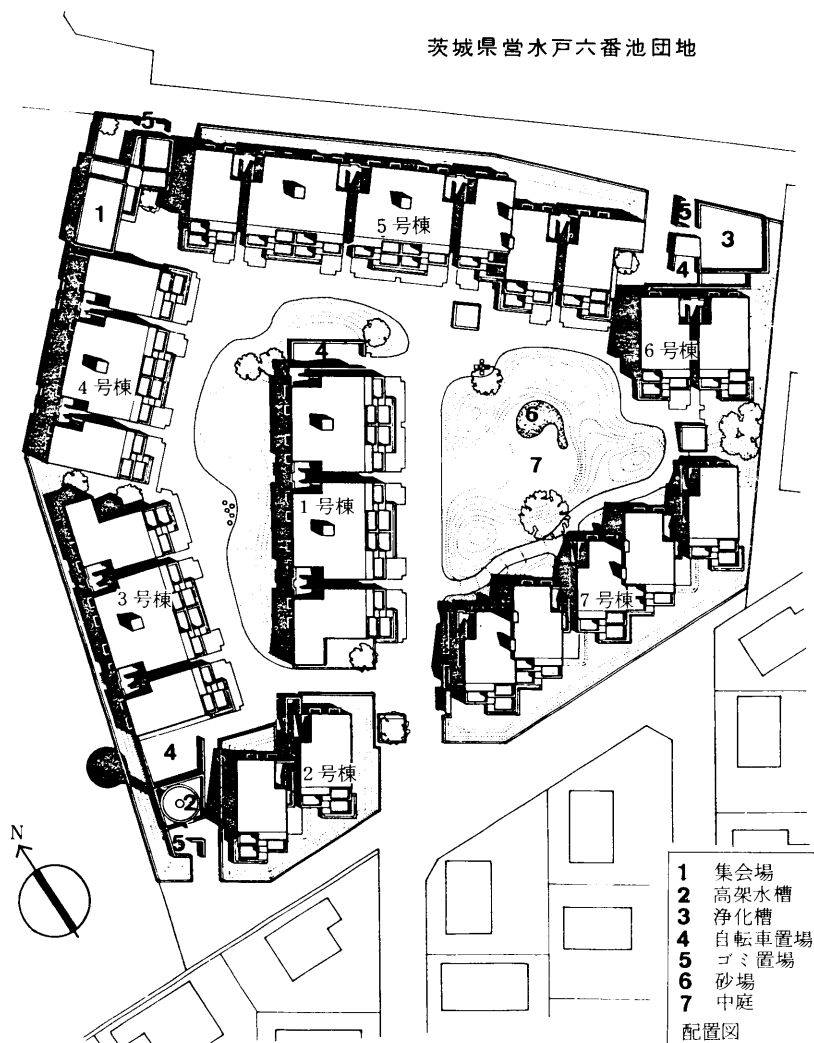 茨城県営水戸六番池団地
5
1
5号棟
5
3
4
6号棟
4号棟
4
6
7
1号棟
3号棟
7号棟
4
2号棟
2
5
N
1 集会場
2 高架水槽
3 浄化槽
4 自転車置場
5 ゴミ置場
6 砂場
7 中庭
配置図